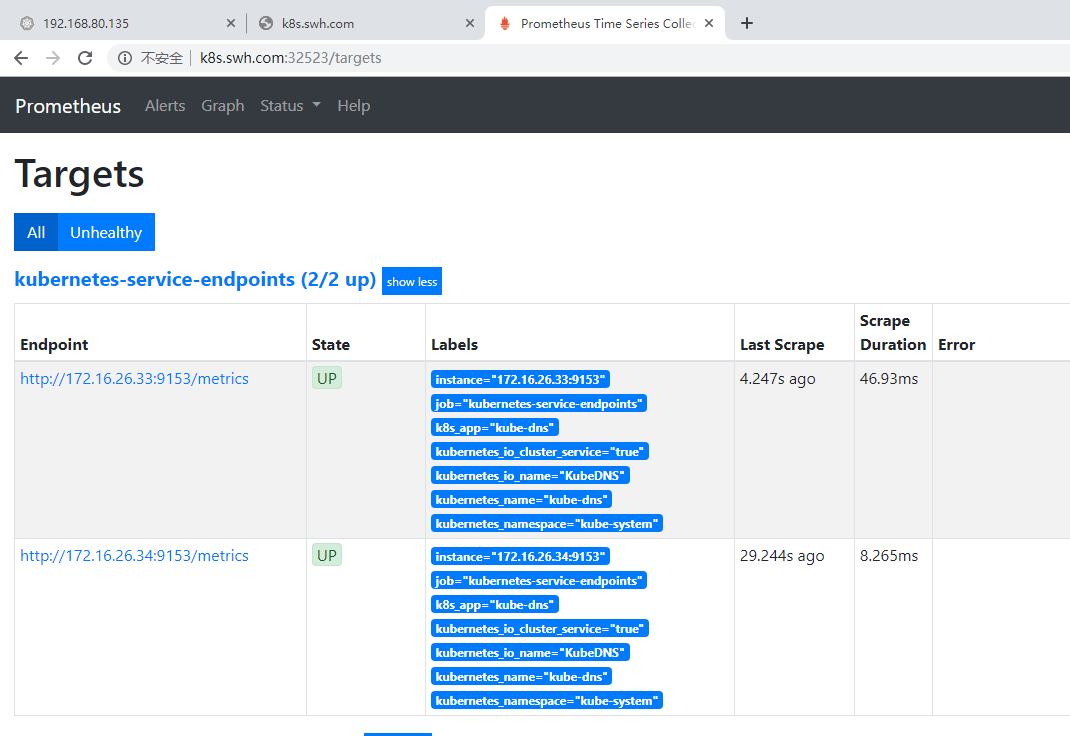 192.168.80.135
k8s.swh.com
Prometheus Time Series Collec
不安全
k8s.swh.com:32523/targets
Prometheus Alerts Graph Status Help
Targets
All Unhealthy
kubernetes-service-endpoints (2/2 up) show less
Endpoint State Labels Last Scrape Scrape Duration Error
http://172.16.26.33:9153/metrics UP instance="172.16.26.33:9153" 4.247s ago 46.93ms
job="kubernetes-service-endpoints"
k8s_app="kube-dns"
kubernetes_io_cluster_service="true"
kubernetes_io_name="KubeDNS"
kubernetes_name="kube-dns"
kubernetes_namespace="kube-system"
http://172.16.26.34:9153/metrics UP instance="172.16.26.34:9153" 29.244s ago 8.265ms
job="kubernetes-service-endpoints"
k8s_app="kube-dns"
kubernetes_io_cluster_service="true"
kubernetes_io_name="KubeDNS"
kubernetes_name="kube-dns"
kubernetes_namespace="kube-system"